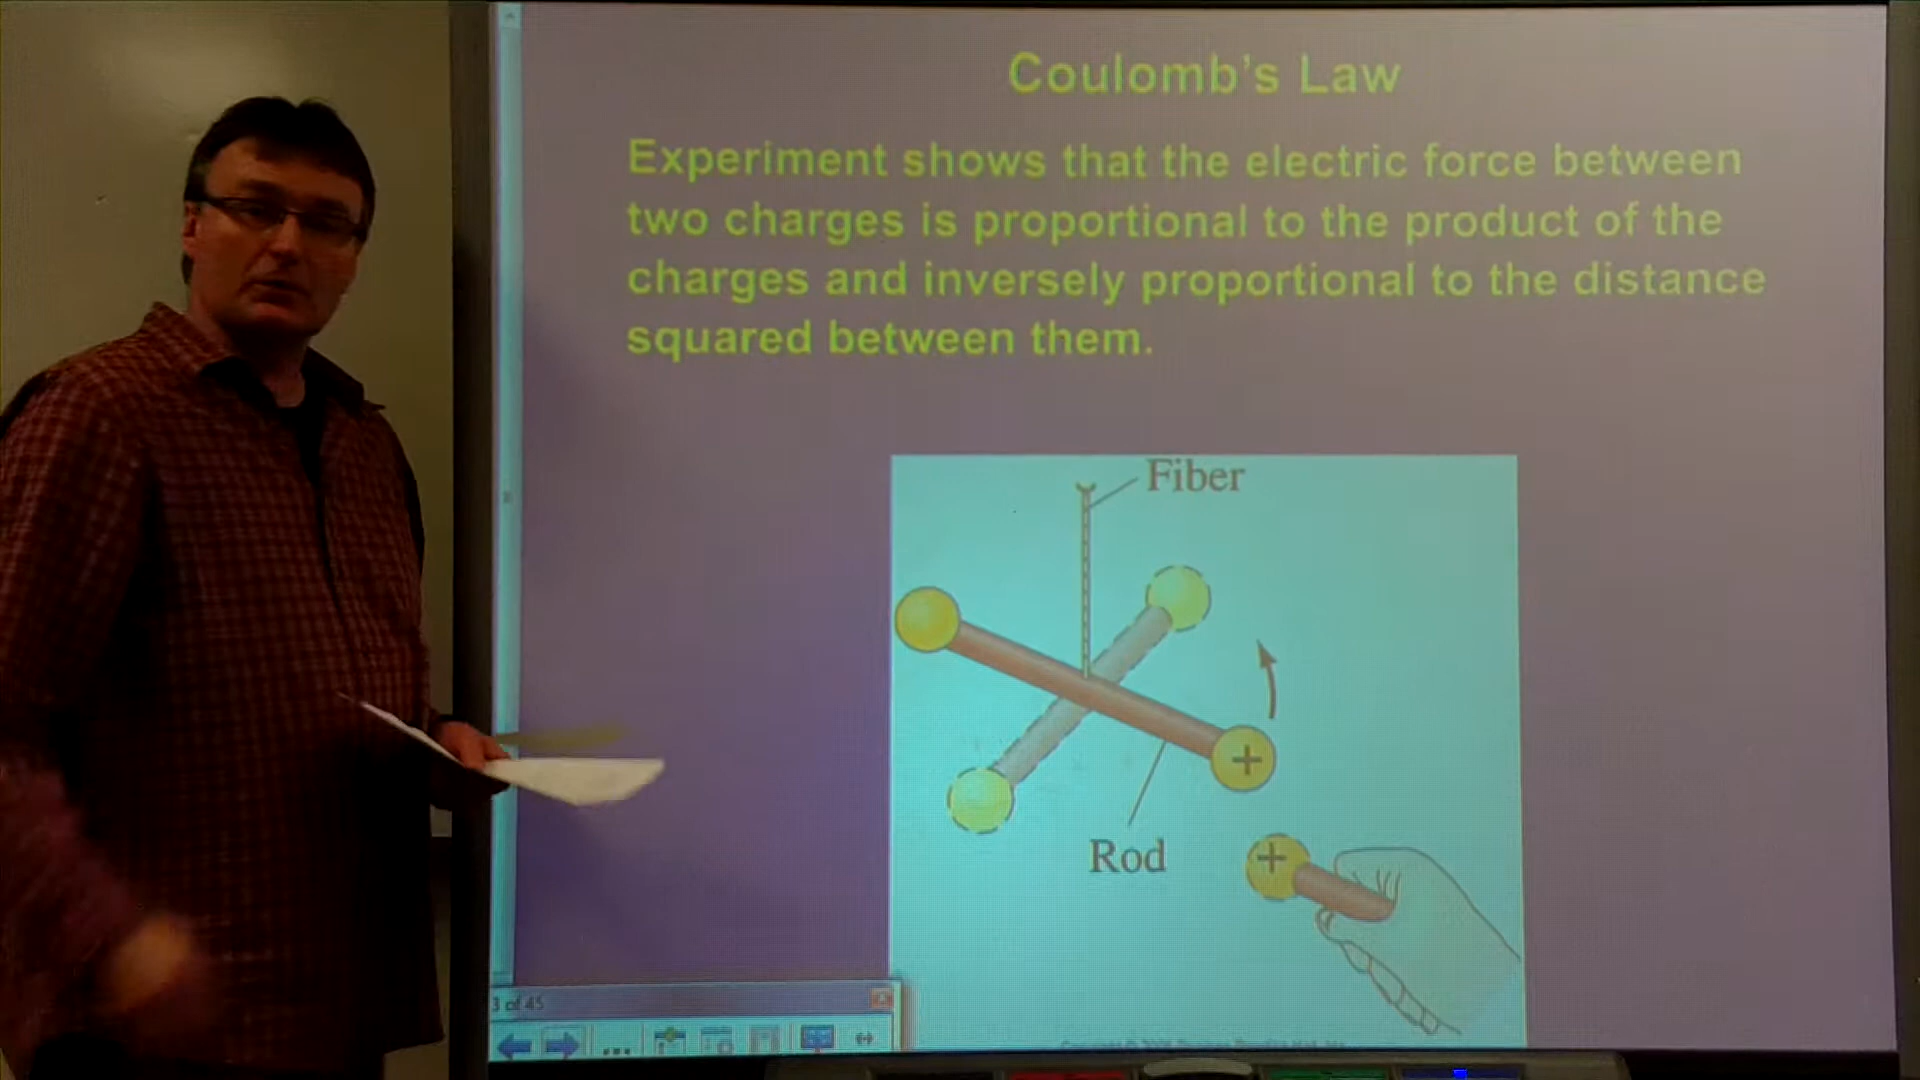 Coulomb's Law
Experiment shows that the electric force between
two charges is proportional to the product of the
charges and inversely proportional to the distance
squared between them.
Fiber
+
Rod
+
3 of 45